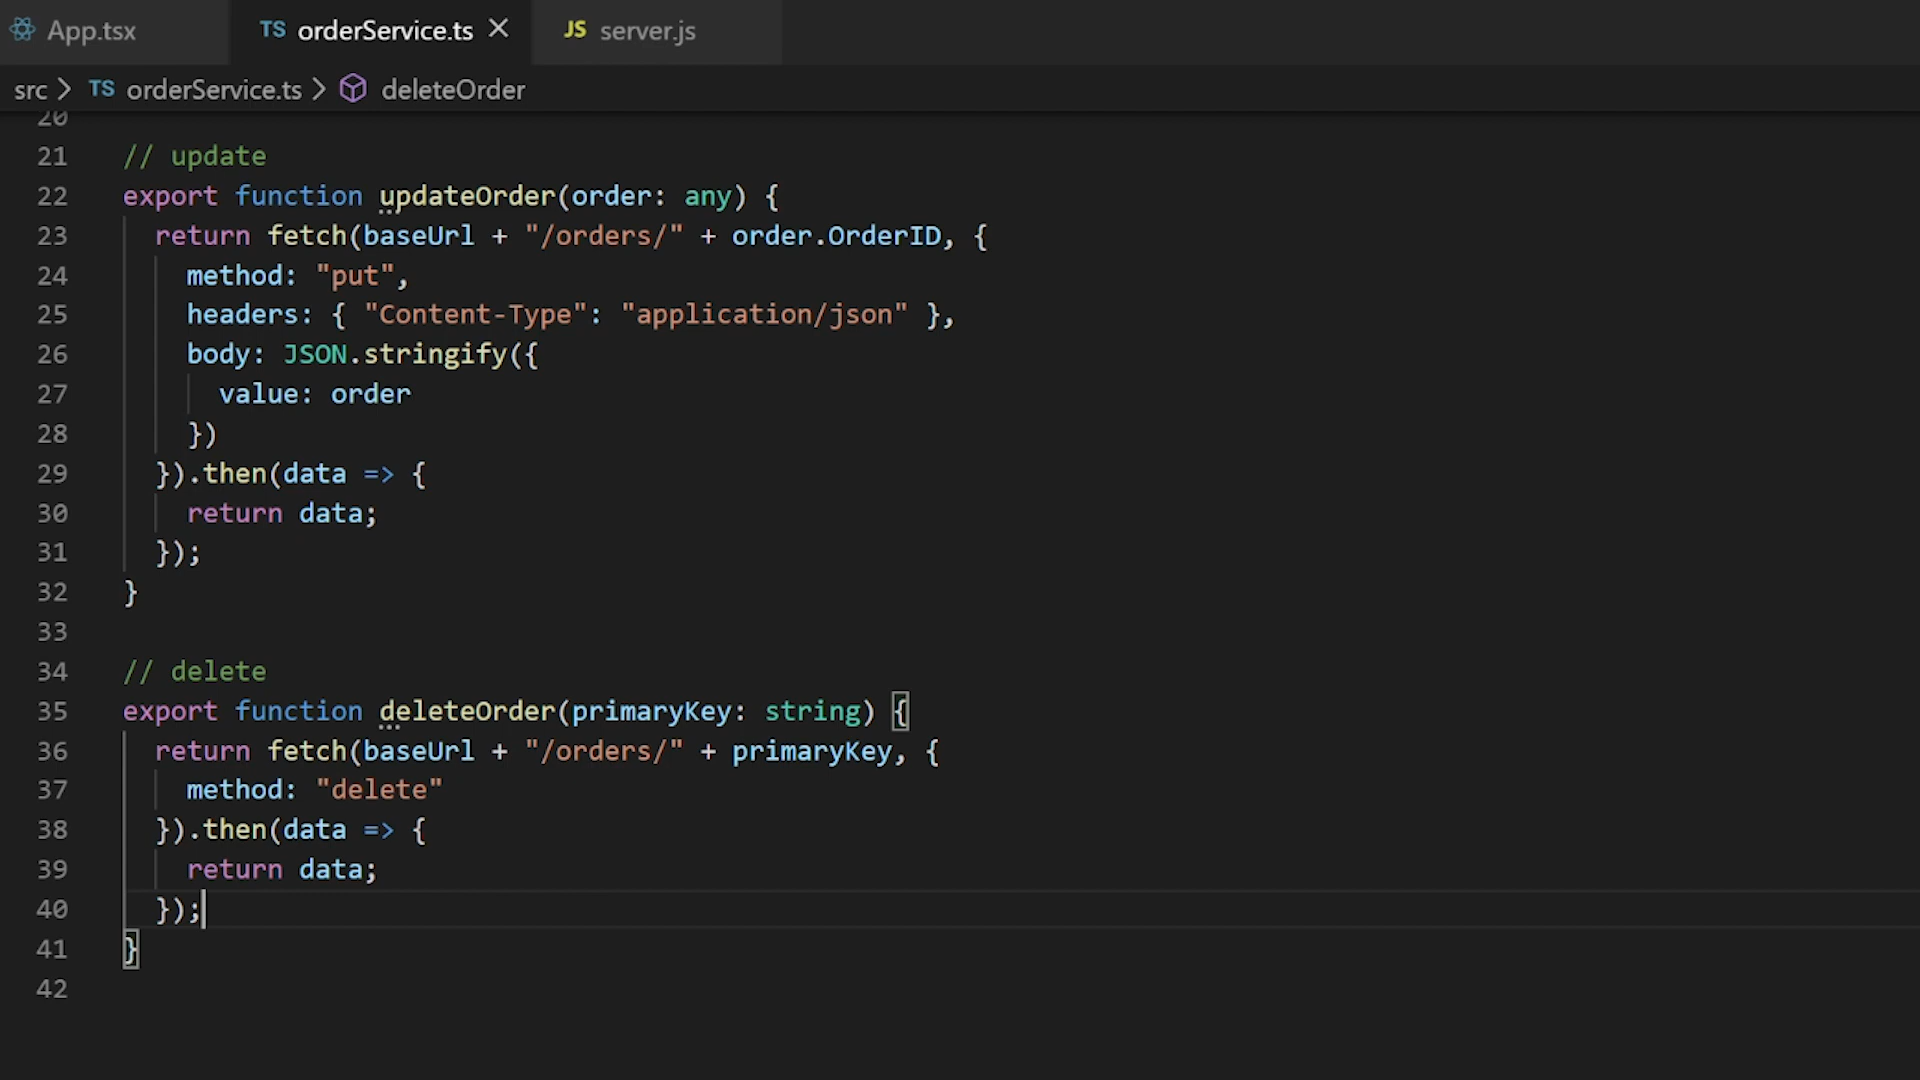 App.tsx TS orderService.ts JS server.js
src > TS orderService.ts > deleteOrder
20
21 // update
22 export function updateOrder(order: any) {
23 return fetch(baseUrl + "/orders/" + order.OrderID, {
24 method: "put",
25 headers: { "Content-Type": "application/json" },
26 body: JSON.stringify({
27 value: order
28 })
29 }).then(data => {
30 return data;
31 });
32 }
33
34 // delete
35 export function deleteOrder(primaryKey: string) {
36 return fetch(baseUrl + "/orders/" + primaryKey, {
37 method: "delete"
38 }).then(data => {
39 return data;
40 });
41 }
42